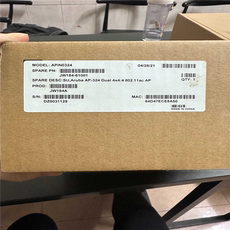 MODEL: APIN0324 04/25/21
SPARE PN: JW184-61001
SPARE DESC: SU,Aruba AP-324 Dual 4x4:4 802.11ac AP QTY: 1
PROD: JW184A
S/N: MAC: